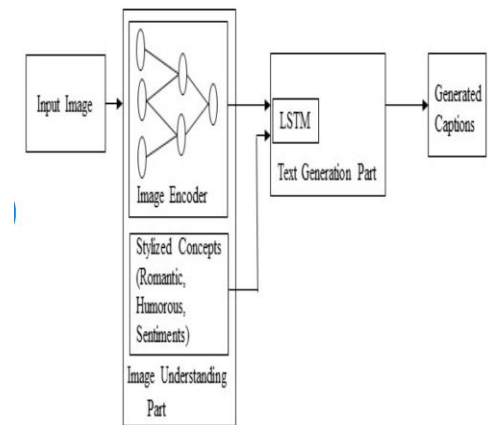 Input Image
Image Encoder
Stylized Concepts
(Romantic,
Humorous,
Sentiments)
Image Understanding
Part
LSTM
Text Generation Part
Generated
Captions